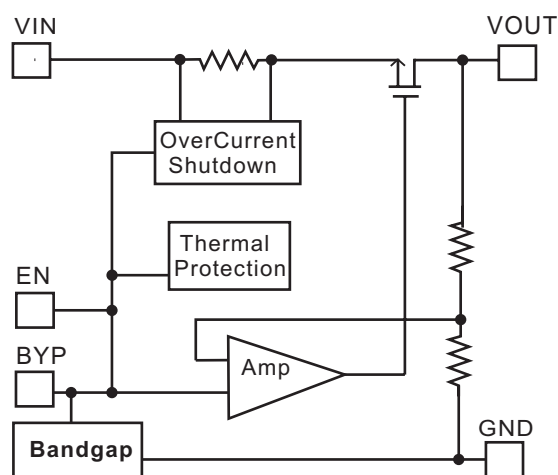 VIN
VOUT
OverCurrent
Shutdown
Thermal
Protection
EN
BYP
Amp
GND
Bandgap